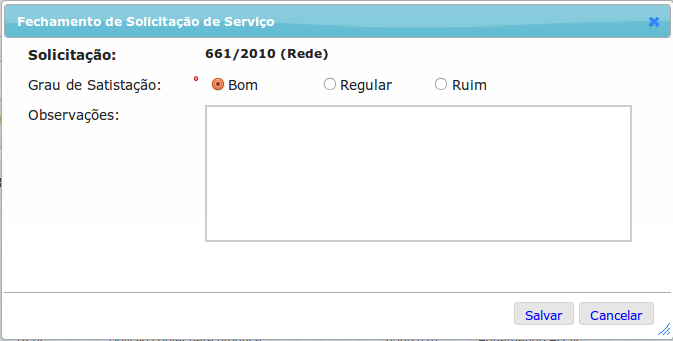 Fechamento de Solicitação de Serviço
Solicitação: 661/2010 (Rede)
Grau de Satistação: Bom Regular Ruim
Observações:
Salvar Cancelar